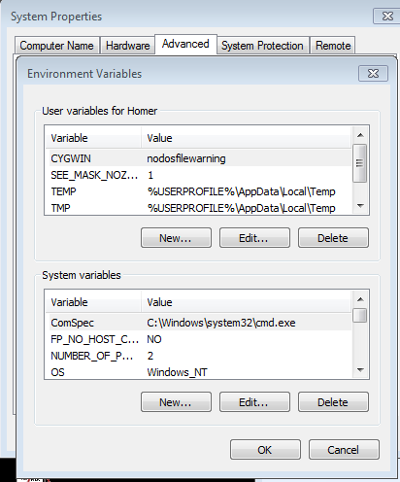 System Properties
Computer Name Hardware Advanced System Protection Remote
Environment Variables
User variables for Homer
Variable Value
CYGWIN nodosfilewarning
SEE_MASK_NOZ... 1
TEMP %USERPROFILE%\AppData\Local\Temp
TMP %USERPROFILE%\AppData\Local\Temp
New... Edit... Delete
System variables
Variable Value
ComSpec C:\Windows\system32\cmd.exe
FP_NO_HOST_C... NO
NUMBER_OF_P... 2
OS Windows_NT
New... Edit... Delete
OK Cancel